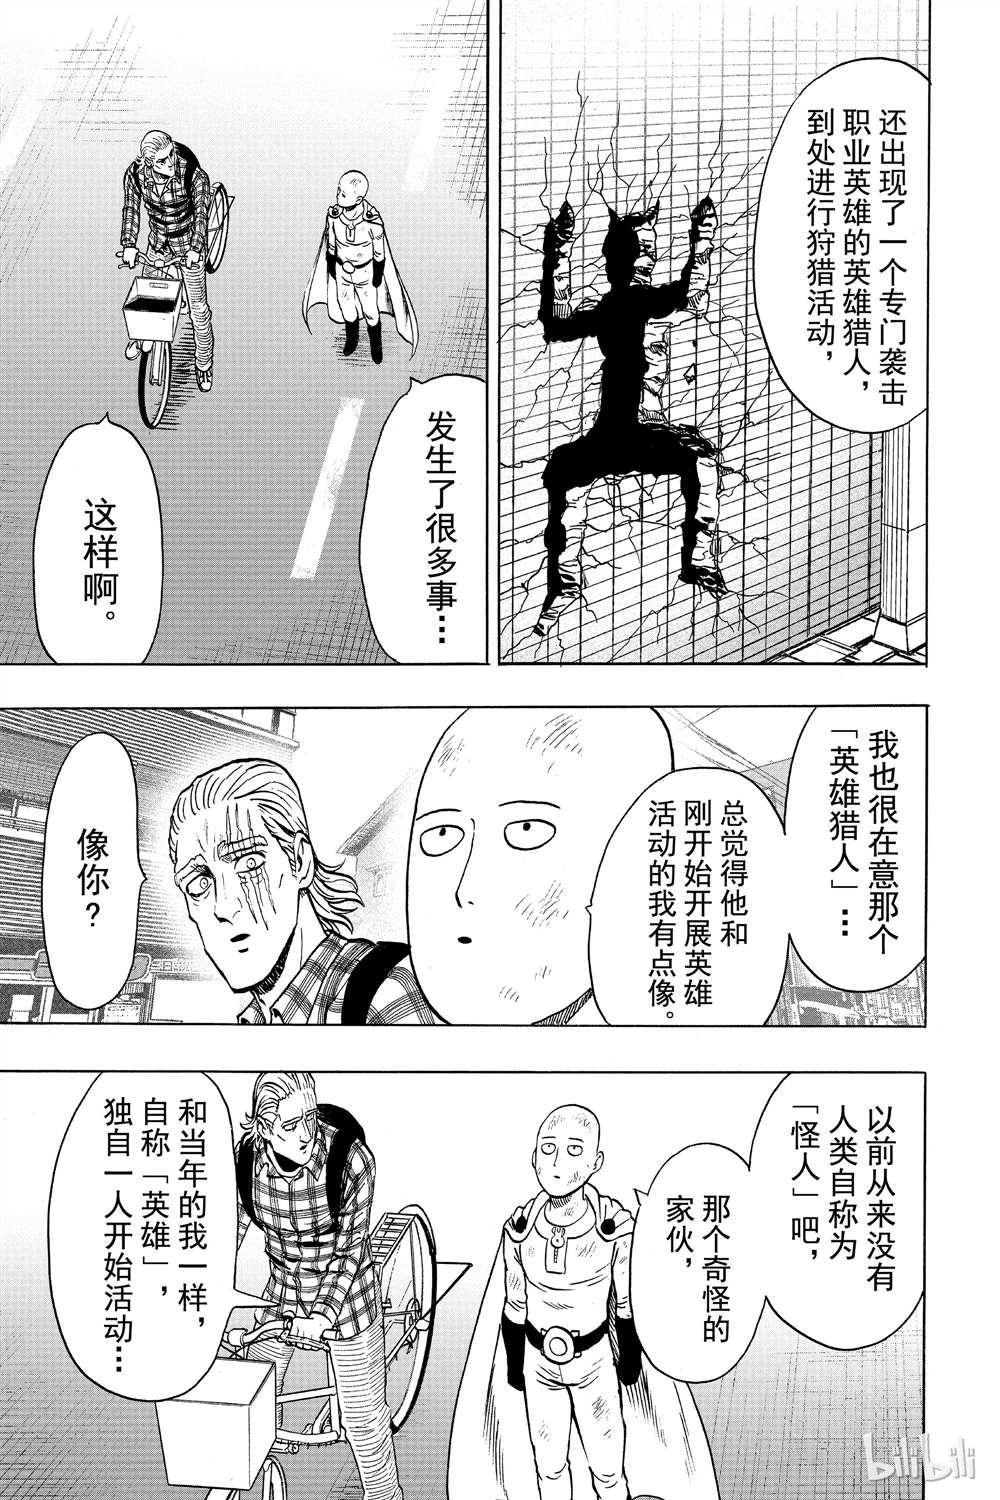 还出现了一个专门袭击
职业英雄的英雄猎人，
到处进行狩猎活动，
发生了很多事…
这样啊。
我也很在意那个
「英雄猎人」…
总觉得他和
刚开始开展英雄
活动的我有点像。
像你？
以前从来没有
人类自称为
「怪人」吧，
那个奇怪的
家伙，
和当年的我一样，
自称「英雄」，
独自一人开始活动…
bilibili